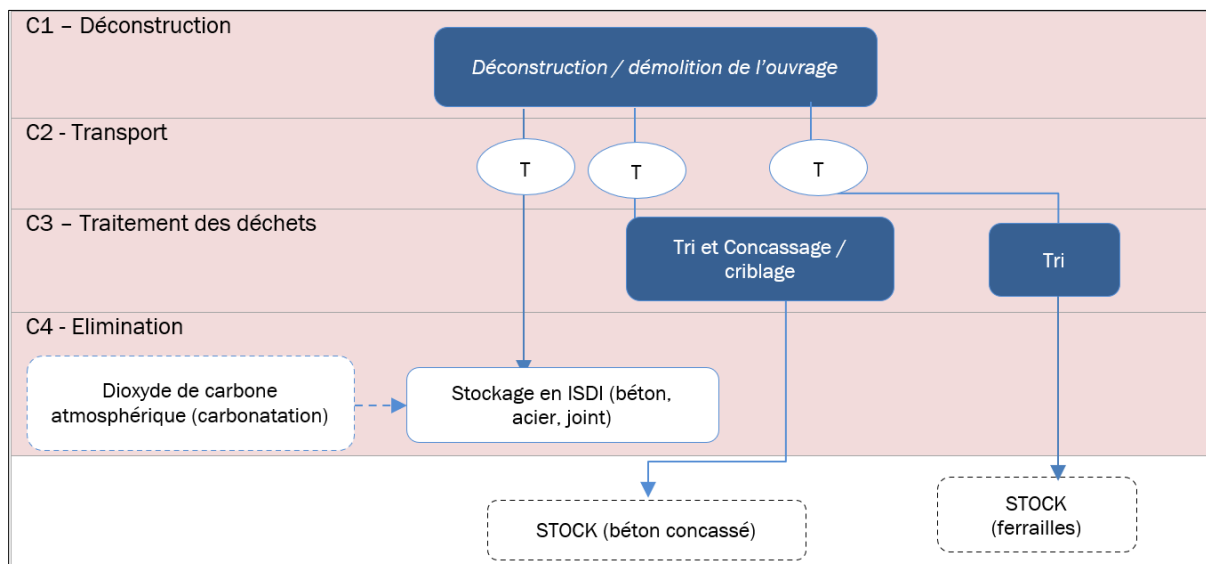 C1 – Déconstruction
Déconstruction / démolition de l'ouvrage
C2 - Transport
T
T
T
C3 – Traitement des déchets
Tri et Concassage /
criblage
Tri
C4 - Elimination
Dioxyde de carbone
atmosphérique (carbonatation)
Stockage en ISDI (béton,
acier, joint)
STOCK (béton concassé)
STOCK
(ferrailles)